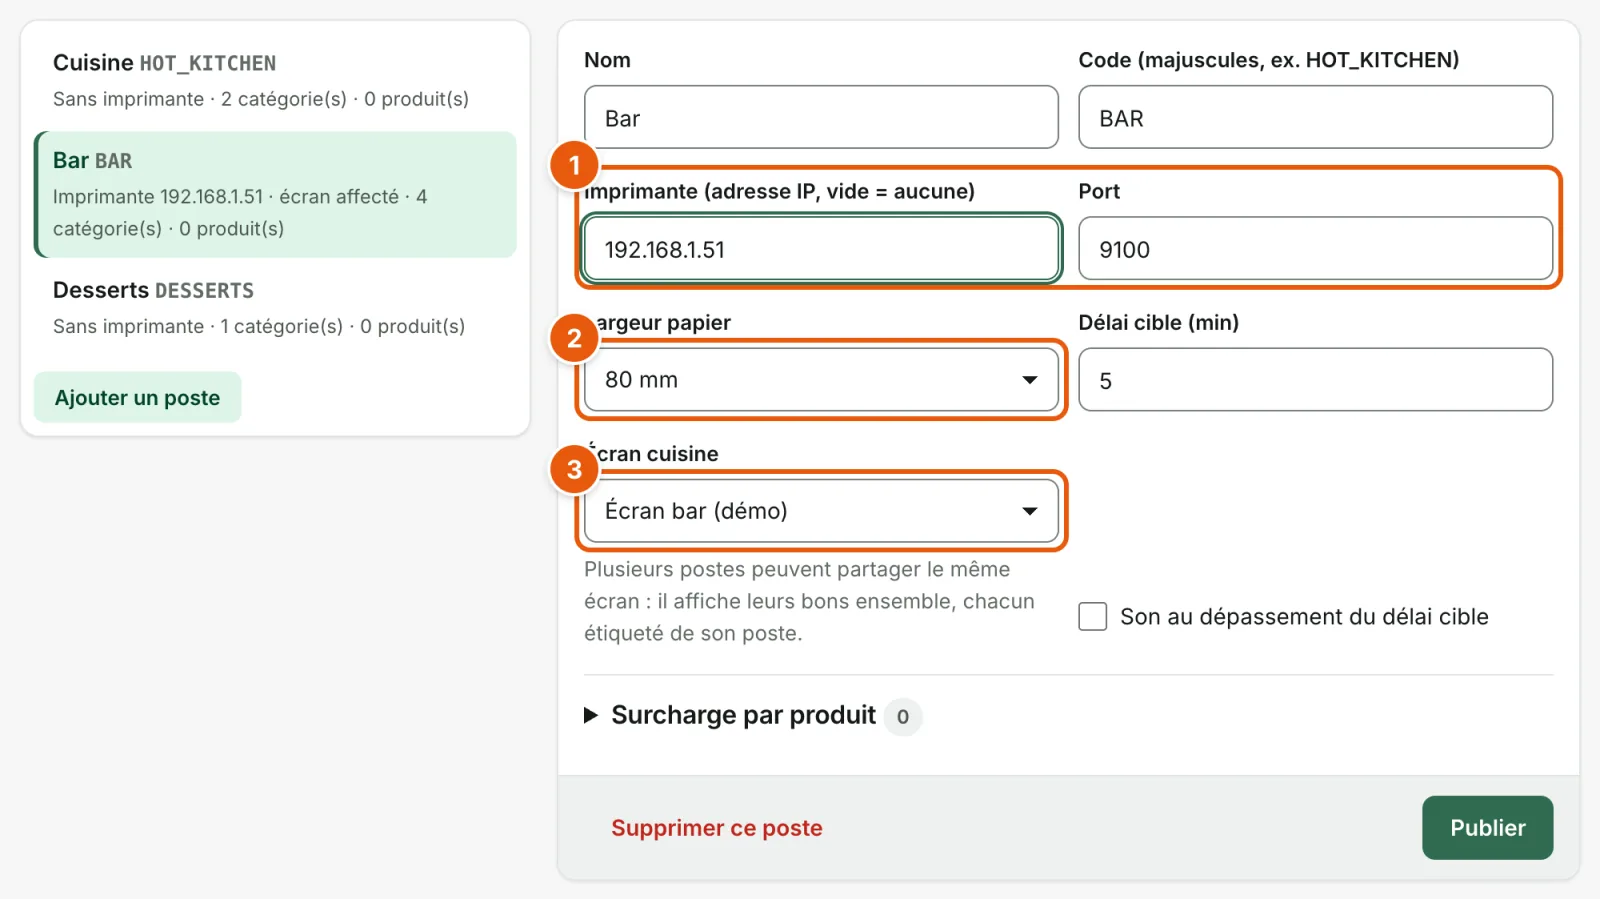 Cuisine HOT_KITCHEN
Sans imprimante · 2 catégorie(s) · 0 produit(s)
Bar BAR
Imprimante 192.168.1.51 · écran affecté · 4
catégorie(s) · 0 produit(s)
Desserts DESSERTS
Sans imprimante · 1 catégorie(s) · 0 produit(s)
Ajouter un poste
Nom
Bar
Code (majuscules, ex. HOT_KITCHEN)
BAR
1
Imprimante (adresse IP, vide = aucune)
192.168.1.51
Port
9100
2
Largeur papier
80 mm
Délai cible (min)
5
3
Écran cuisine
Écran bar (démo)
Plusieurs postes peuvent partager le même
écran : il affiche leurs bons ensemble, chacun
étiqueté de son poste.
Son au dépassement du délai cible
Surcharge par produit 0
Supprimer ce poste
Publier